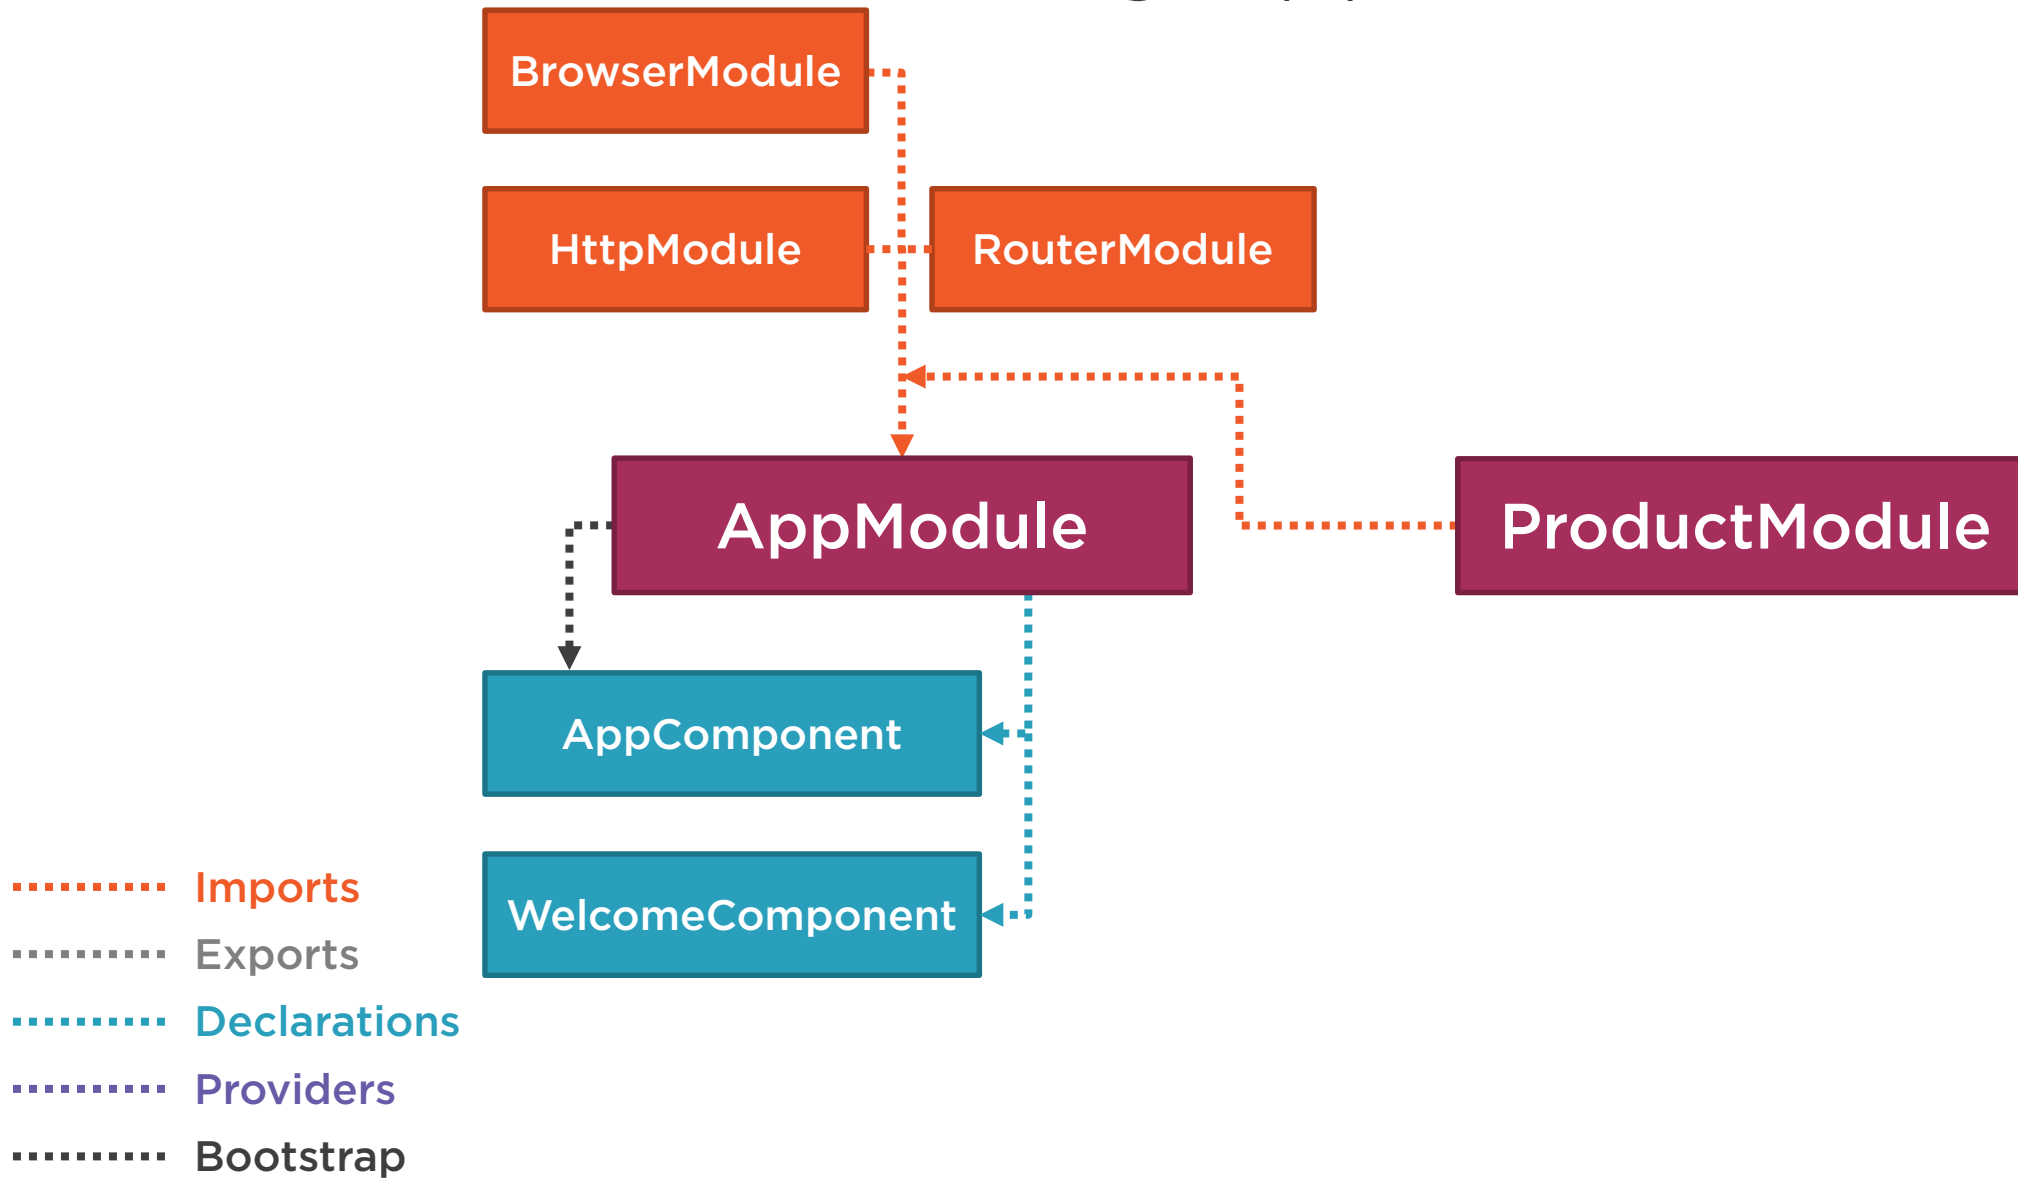 BrowserModule
HttpModule
RouterModule
AppModule
ProductModule
AppComponent
WelcomeComponent
Imports
Exports
Declarations
Providers
Bootstrap